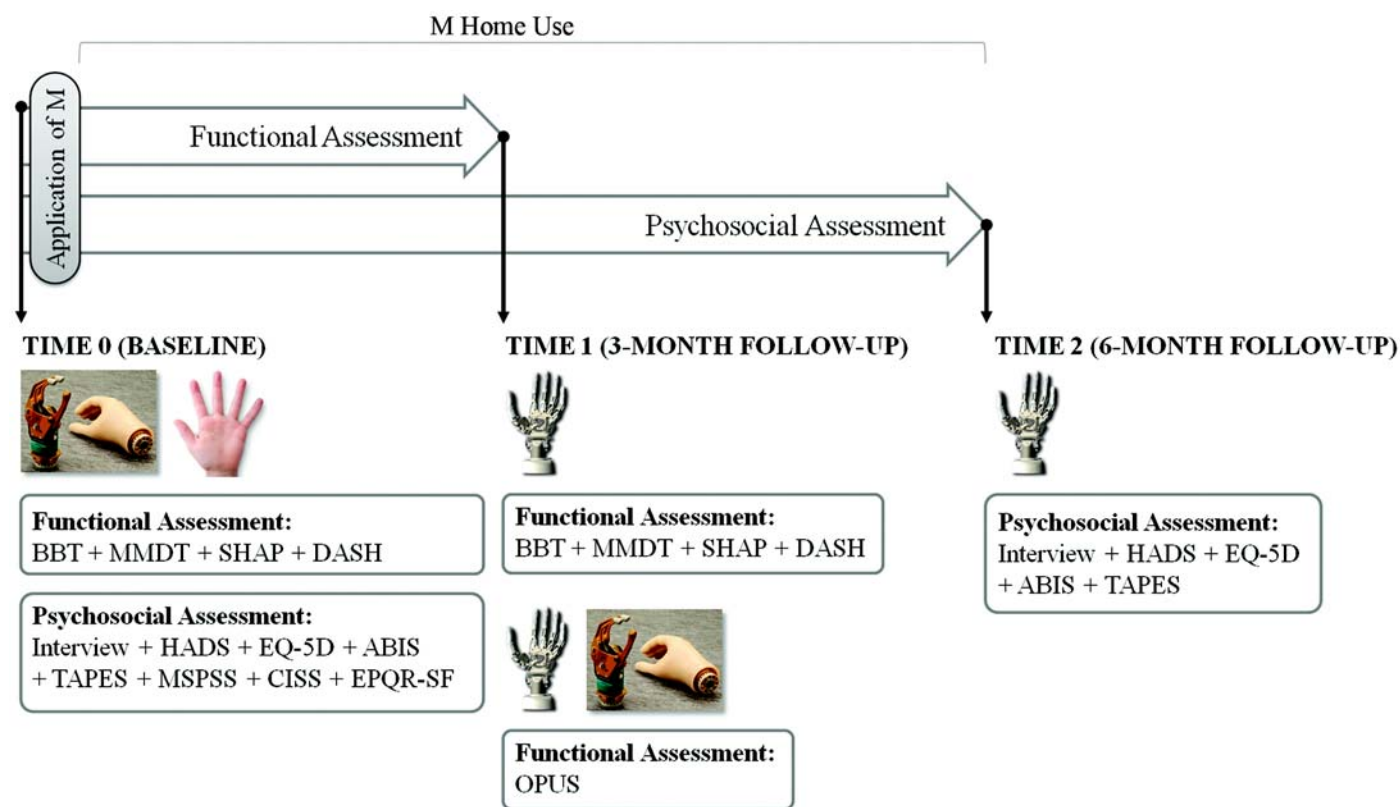 M Home Use
Application of M
Functional Assessment
Psychosocial Assessment
TIME 0 (BASELINE)
TIME 1 (3-MONTH FOLLOW-UP)
TIME 2 (6-MONTH FOLLOW-UP)
Functional Assessment:
BBT + MMDT + SHAP + DASH
Psychosocial Assessment:
Interview + HADS + EQ-5D + ABIS
+ TAPES + MSPSS + CISS + EPQR-SF
Functional Assessment:
BBT + MMDT + SHAP + DASH
Functional Assessment:
OPUS
Psychosocial Assessment:
Interview + HADS + EQ-5D
+ ABIS + TAPES